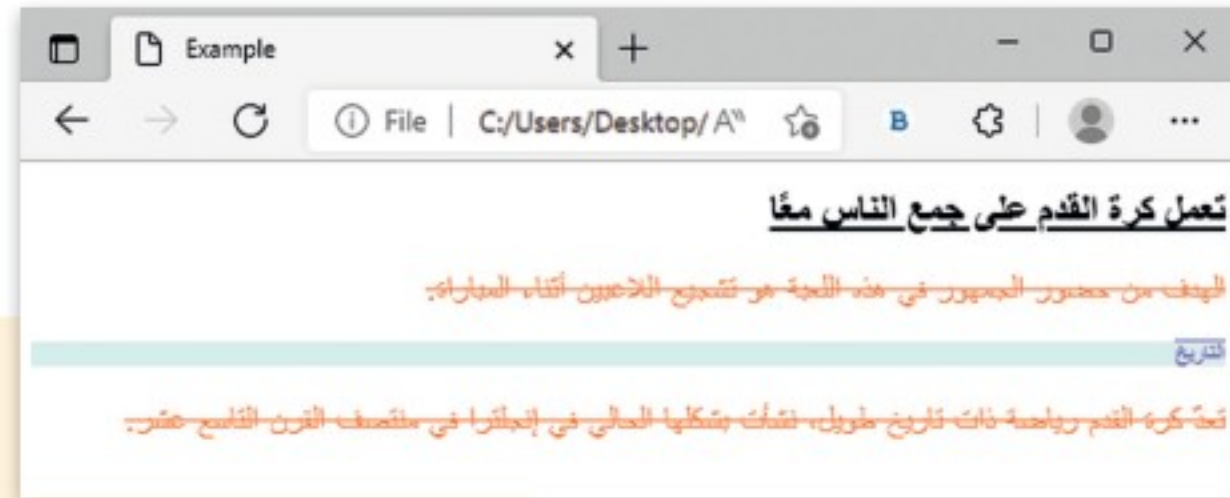 Example
File | C:/Users/Desktop/
تعمل كرة القدم على جمع الناس معًا
الهدف من حضور الجمهور في هذه اللعبة هو تشجيع اللاعبين أثناء المباراة.
التاريخ
تعدّ كرة القدم رياضة ذات تاريخ طويل، نشأت بشكلها الحالي في إنجلترا في منتصف القرن التاسع عشر.